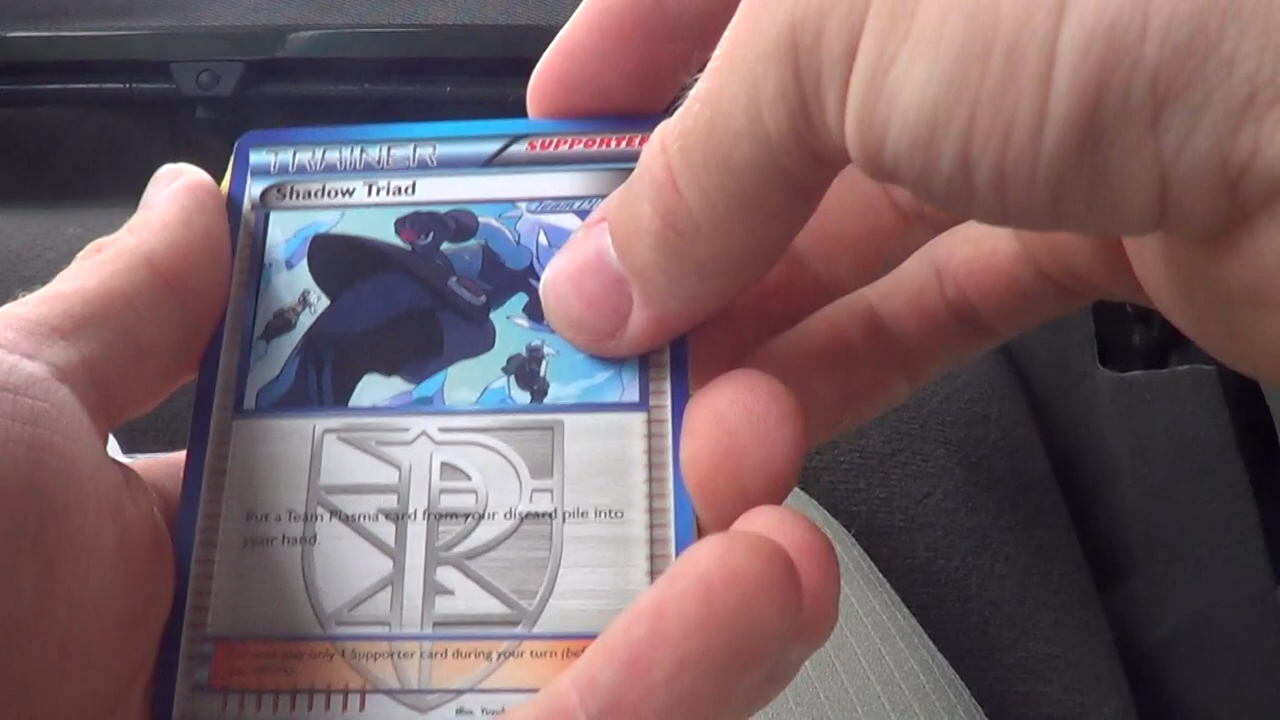 TRAINER
SUPPORTER
Shadow Triad
Put a Team Plasma card from your discard pile into
your hand.
only 1 Supporter card during your turn
Illus.